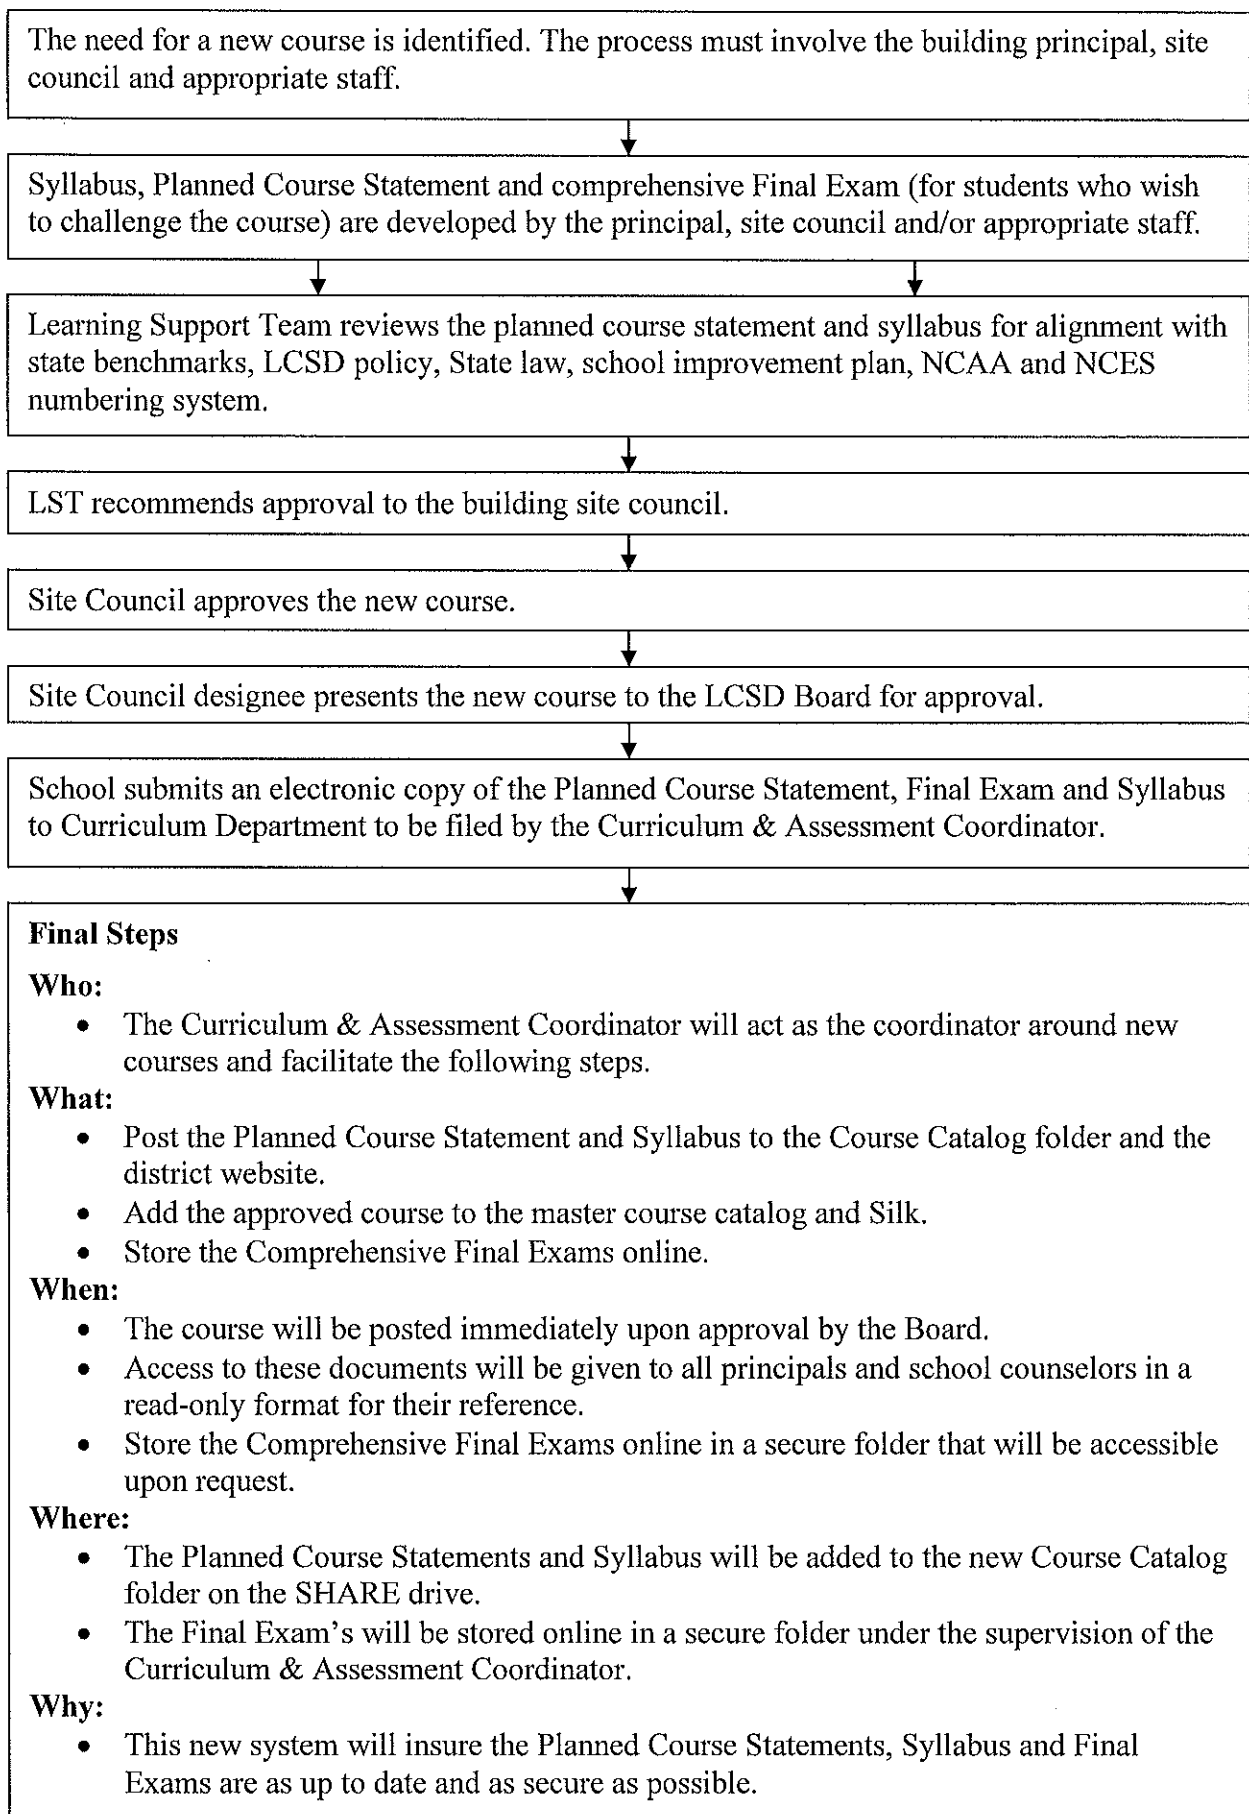 The need for a new course is identified. The process must involve the building principal, site
council and appropriate staff.
Syllabus, Planned Course Statement and comprehensive Final Exam (for students who wish
to challenge the course) are developed by the principal, site council and/or appropriate staff.
Learning Support Team reviews the planned course statement and syllabus for alignment with
state benchmarks, LCSD policy, State law, school improvement plan, NCAA and NCES
numbering system.
LST recommends approval to the building site council.
Site Council approves the new course.
Site Council designee presents the new course to the LCSD Board for approval.
School submits an electronic copy of the Planned Course Statement, Final Exam and Syllabus
to Curriculum Department to be filed by the Curriculum & Assessment Coordinator.
Final Steps
Who:
• The Curriculum & Assessment Coordinator will act as the coordinator around new
courses and facilitate the following steps.
What:
• Post the Planned Course Statement and Syllabus to the Course Catalog folder and the
district website.
• Add the approved course to the master course catalog and Silk.
• Store the Comprehensive Final Exams online.
When:
• The course will be posted immediately upon approval by the Board.
• Access to these documents will be given to all principals and school counselors in a
read-only format for their reference.
• Store the Comprehensive Final Exams online in a secure folder that will be accessible
upon request.
Where:
• The Planned Course Statements and Syllabus will be added to the new Course Catalog
folder on the SHARE drive.
• The Final Exam's will be stored online in a secure folder under the supervision of the
Curriculum & Assessment Coordinator.
Why:
• This new system will insure the Planned Course Statements, Syllabus and Final
Exams are as up to date and as secure as possible.